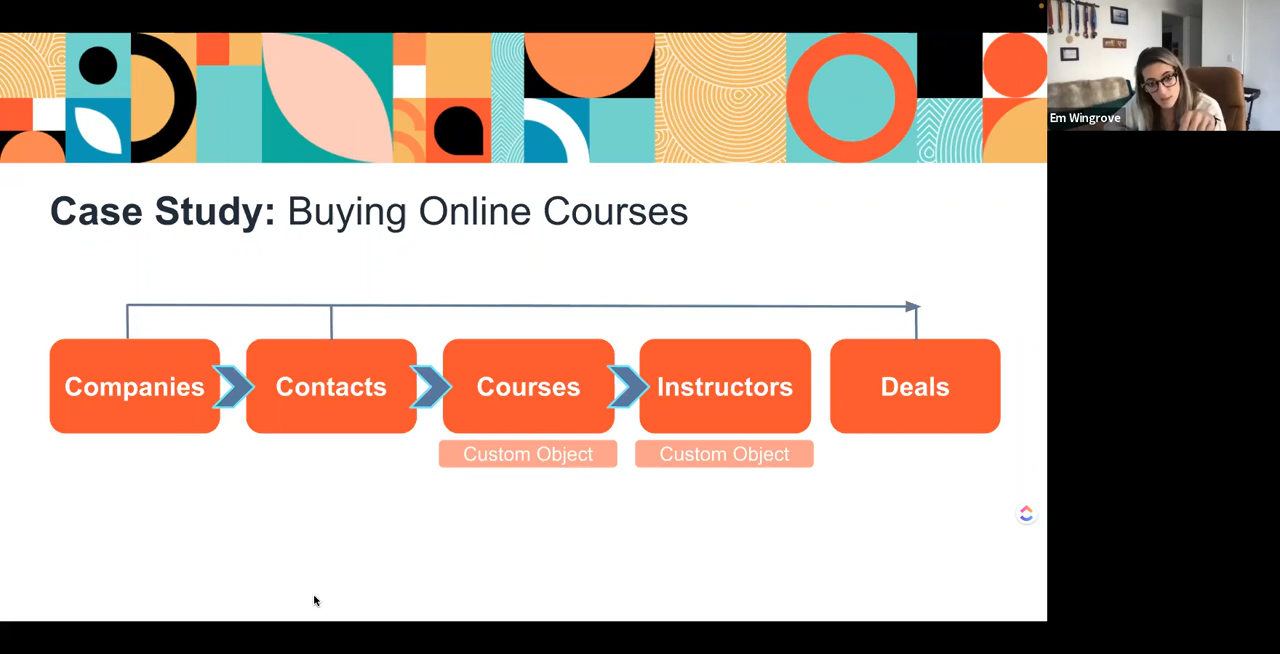 Em Wingrove
Case Study: Buying Online Courses
Companies
Contacts
Courses
Instructors
Deals
Custom Object
Custom Object